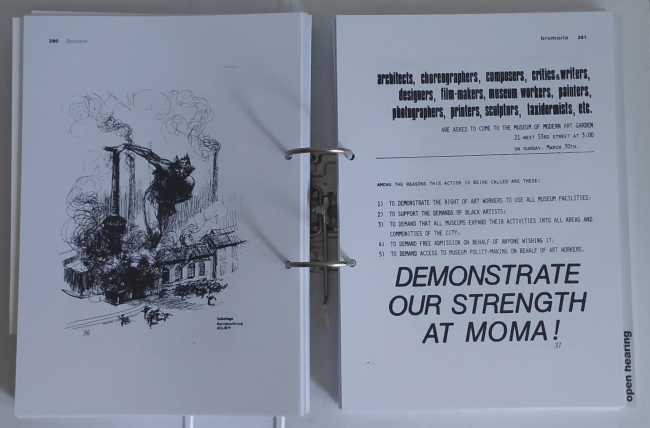 280
36
brumaria 281
architects, choreographers, composers, critics & writers,
designers, film-makers, museum workers, painters,
photographers, printers, sculptors, taxidermists, etc.
ARE ASKED TO COME TO THE MUSEUM OF MODERN ART GARDEN
21 WEST 53RD STREET AT 3:00
ON SUNDAY, MARCH 30TH.
AMONG THE REASONS THIS ACTION IS BEING CALLED ARE THESE:
1) TO DEMONSTRATE THE RIGHT OF ART WORKERS TO USE ALL MUSEUM FACILITIES;
2) TO SUPPORT THE DEMANDS OF BLACK ARTISTS;
3) TO DEMAND THAT ALL MUSEUMS EXPAND THEIR ACTIVITIES INTO ALL AREAS AND
COMMUNITIES OF THE CITY;
4) TO DEMAND FREE ADMISSION ON BEHALF OF ANYONE WISHING IT;
5) TO DEMAND ACCESS TO MUSEUM POLICY-MAKING ON BEHALF OF ART WORKERS.
DEMONSTRATE
OUR STRENGTH
AT MOMA!
37
open hearing